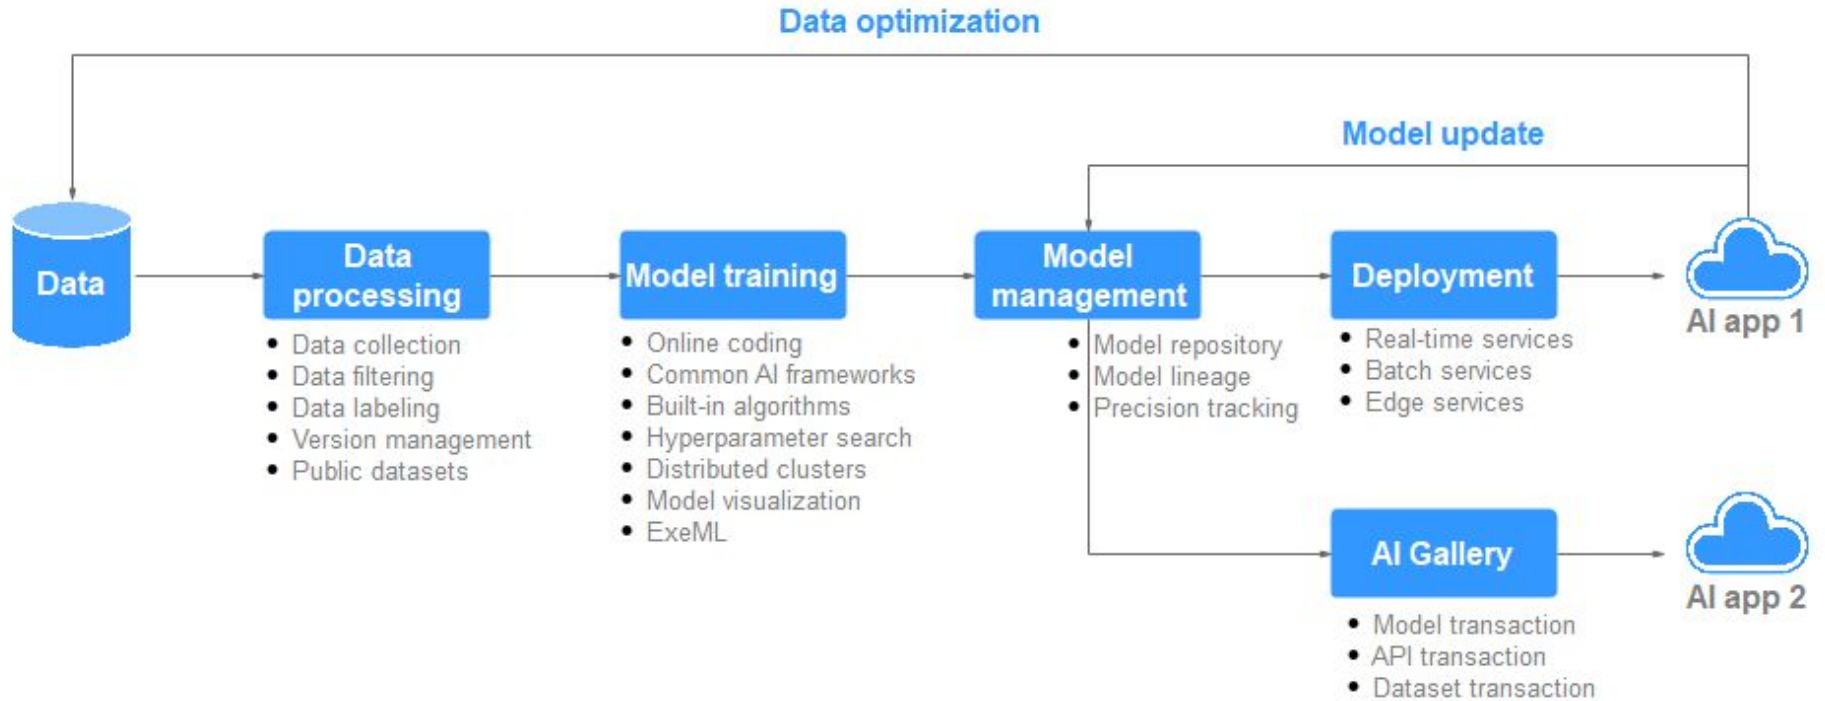 Data optimization
Model update
Data
Data
processing
Data collection
Data filtering
Data labeling
Version management
Public datasets
Model training
Online coding
Common AI frameworks
Built-in algorithms
Hyperparameter search
Distributed clusters
Model visualization
ExeML
Model
management
Model repository
Model lineage
Precision tracking
Deployment
Real-time services
Batch services
Edge services
AI app 1
AI Gallery
Model transaction
API transaction
Dataset transaction
AI app 2